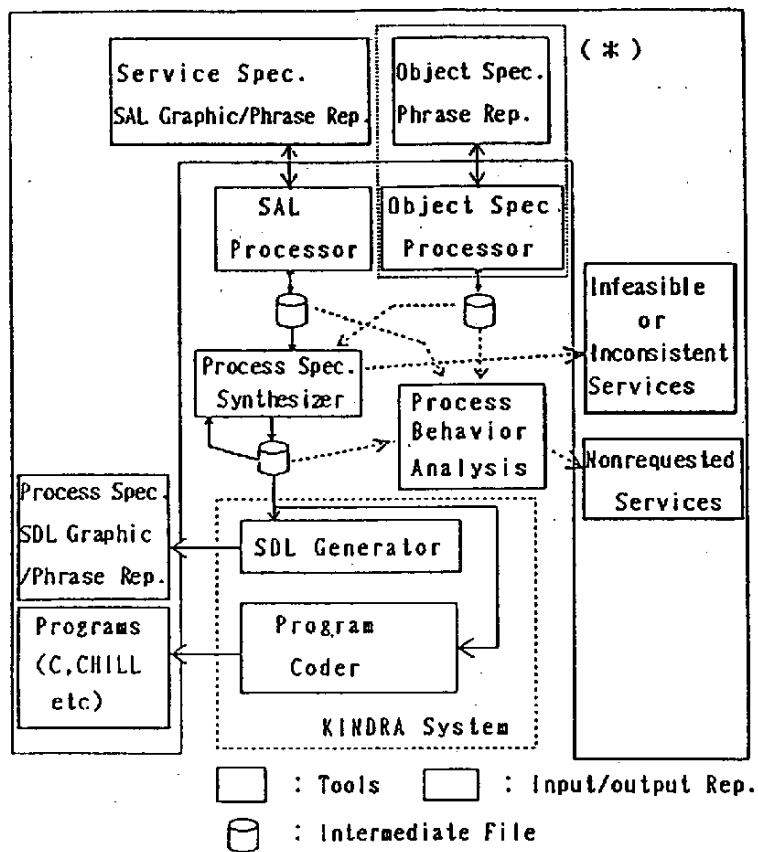 Service Spec.
SAL Graphic/Phrase Rep.
Object Spec.
Phrase Rep.
(*)
SAL
Processor
Object Spec.
Processor
Infeasible
or
Inconsistent
Services
Process Spec.
Synthesizer
Process
Behavior
Analysis
Nonrequested
Services
Process Spec.
SDL Graphic
/Phrase Rep.
SDL Generator
Programs
(C,CHILL
etc)
Program
Coder
KINDRA System
: Tools
: Input/output Rep.
: Intermediate File